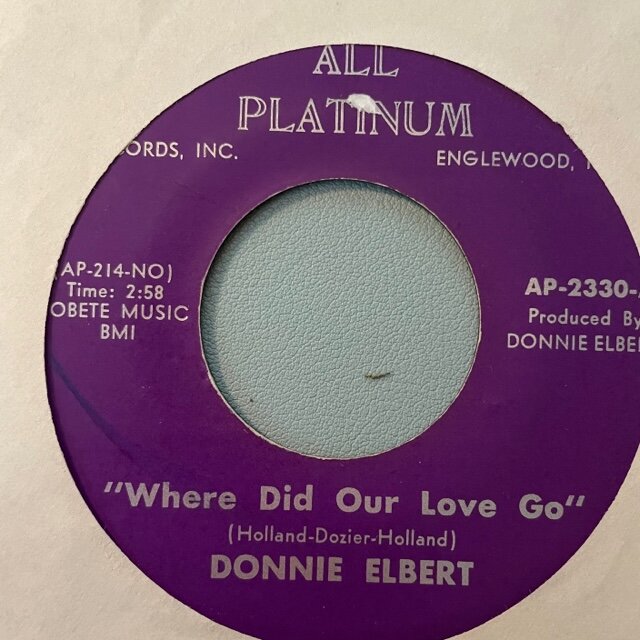 ALL
PLATINUM
ORDS, INC.
ENGLEWOOD,
AP-214-NO)
Time: 2:58
OBETE MUSIC
BMI
AP-2330-
Produced By
DONNIE ELBE
"Where Did Our Love Go"
(Holland-Dozier-Holland)
DONNIE ELBERT